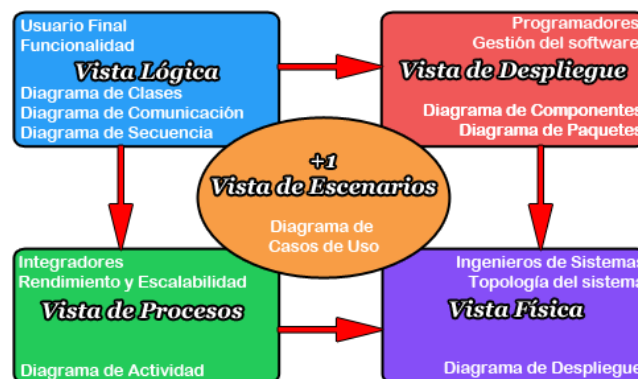 Usuario Final
Funcionalidad
Vista Lógica
Diagrama de Clases
Diagrama de Comunicación
Diagrama de Secuencia
Programadores
Gestión del software
Vista de Despliegue
Diagrama de Componentes
Diagrama de Paquetes
+1
Vista de Escenarios
Diagrama de
Casos de Uso
Integradores
Rendimiento y Escalabilidad
Vista de Procesos
Diagrama de Actividad
Ingenieros de Sistemas
Topología del sistema
Vista Física
Diagrama de Despliegue